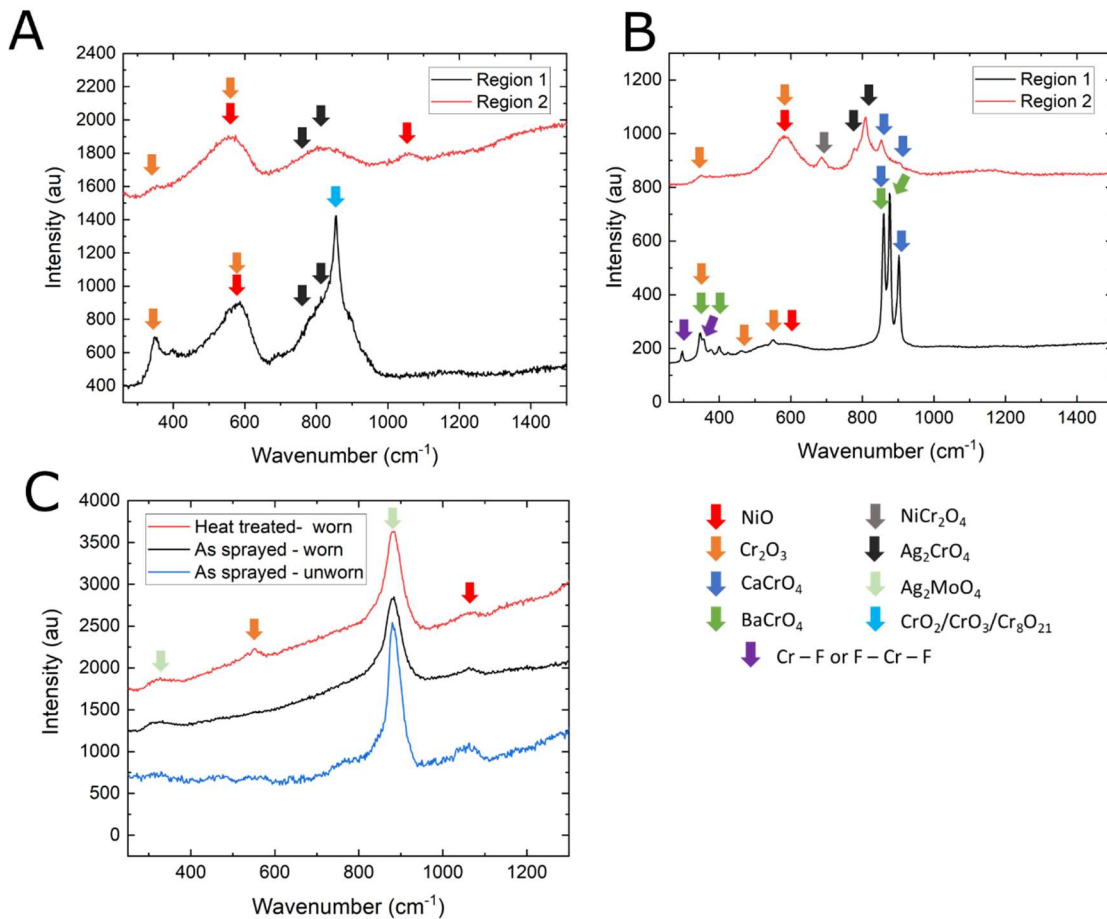 A
Intensity (au)
2400
2200
2000
1800
1600
1400
1200
1000
800
600
400
Region 1
Region 2
400 600 800 1000 1200 1400
Wavenumber (cm⁻¹)
B
Intensity (au)
1200
1000
800
600
400
200
0
Region 1
Region 2
400 600 800 1000 1200 1400
Wavenumber (cm⁻¹)
C
Intensity (au)
4000
3500
3000
2500
2000
1500
1000
500
0
Heat treated- worn
As sprayed - worn
As sprayed - unworn
400 600 800 1000 1200
Wavenumber (cm⁻¹)
NiO
Cr₂O₃
CaCrO₄
BaCrO₄
NiCr₂O₄
Ag₂CrO₄
Ag₂MoO₄
CrO₂/CrO₃/Cr₈O₂₁
Cr – F or F – Cr – F